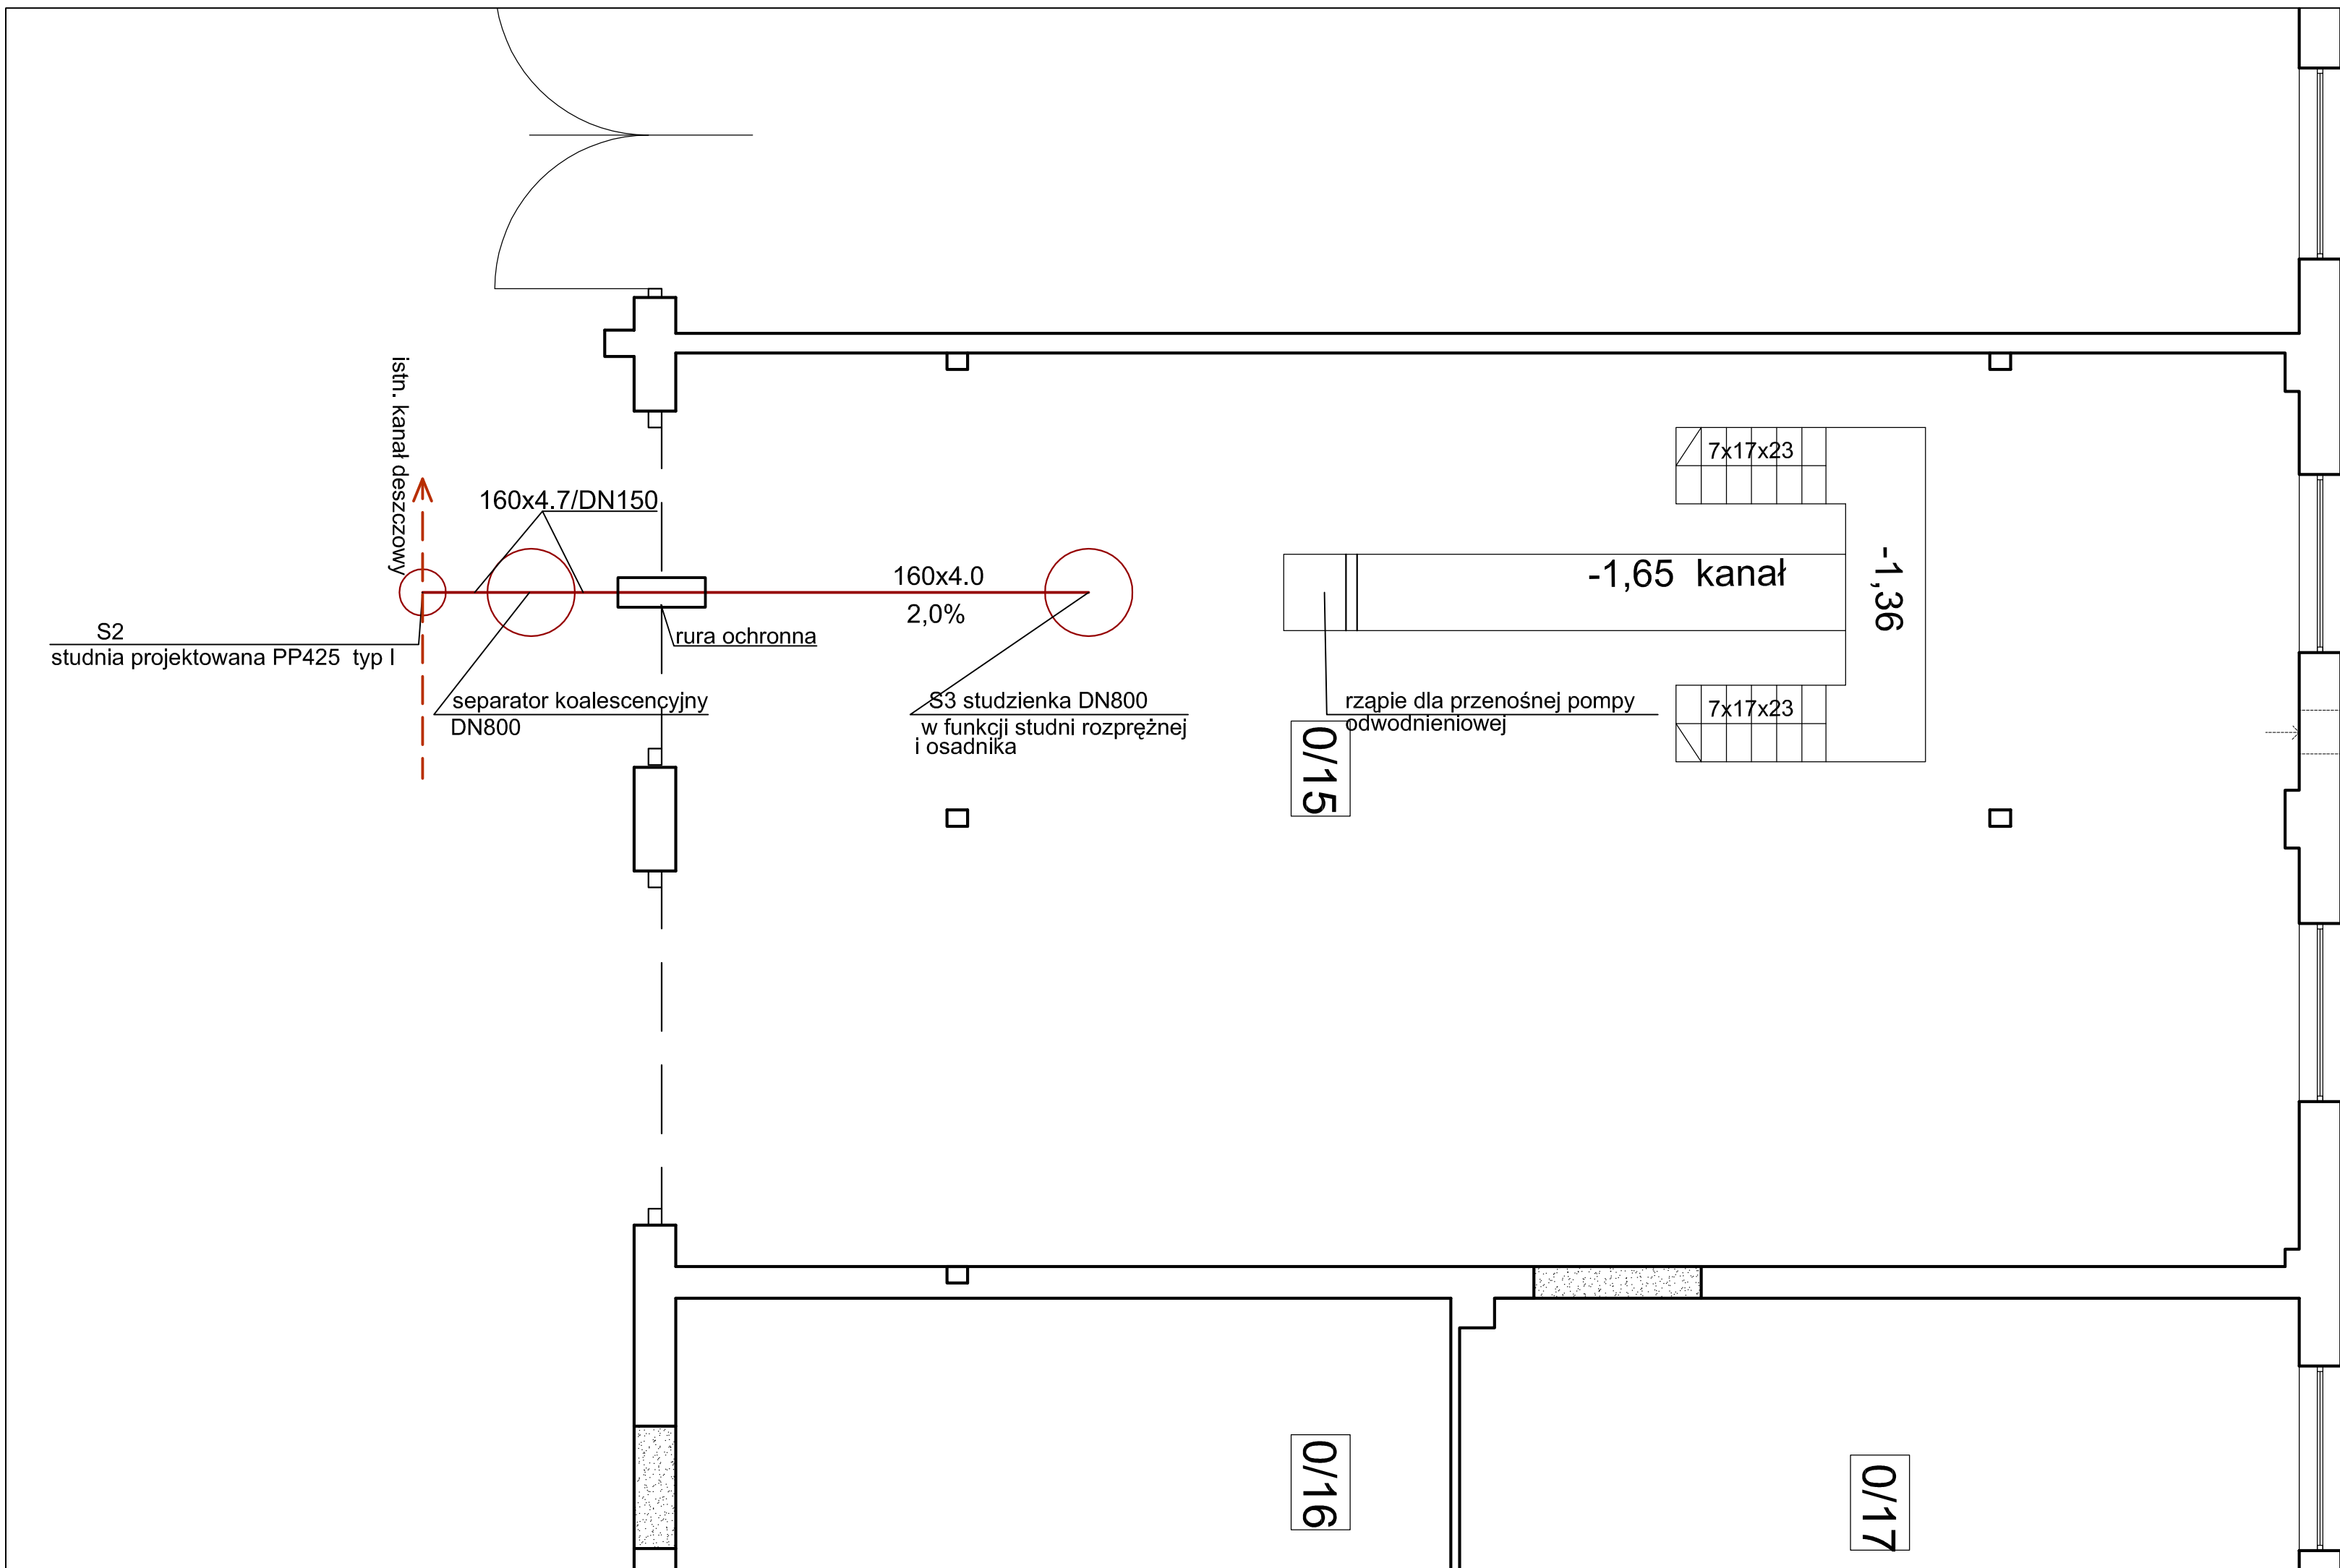 istn. kanał deszczowy
160x4.7/DN150
S2
studnia projektowana PP425 typ I
separator koalescencyjny
DN800
rura ochronna
160x4.0
2,0%
S3 studzienka DN800
w funkcji studni rozprężnej
i osadnika
rząpie dla przenośnej pompy
odwodnieniowej
7x17x23
-1,65 kanał
-1,36
7x17x23
0/15
0/16
0/17